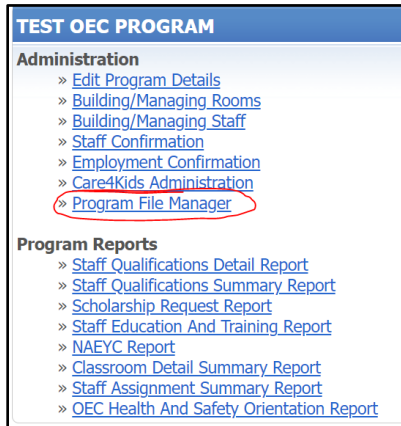 TEST OEC PROGRAM
Administration
» Edit Program Details
» Building/Managing Rooms
» Building/Managing Staff
» Staff Confirmation
» Employment Confirmation
» Care4Kids Administration
» Program File Manager
Program Reports
» Staff Qualifications Detail Report
» Staff Qualifications Summary Report
» Scholarship Request Report
» Staff Education And Training Report
» NAEYC Report
» Classroom Detail Summary Report
» Staff Assignment Summary Report
» OEC Health And Safety Orientation Report